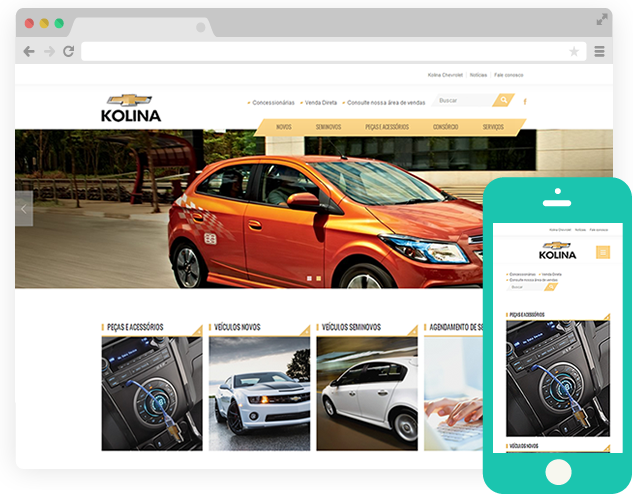 Kolina Chevrolet Notícias Fale conosco
Concessionárias Venda Direta Consulte nossa área de vendas Buscar f
KOLINA
NOVOS SEMINOVOS PEÇAS E ACESSÓRIOS CONSÓRCIO SERVIÇOS
PEÇAS E ACESSÓRIOS VEÍCULOS NOVOS VEÍCULOS SEMINOVOS AGENDAMENTO DE SE
Kolina Chevrolet Notícias Fale conosco
KOLINA
Concessionárias Venda Direta
Consulte nossa área de vendas
Buscar
PEÇAS E ACESSÓRIOS
VEÍCULOS NOVOS